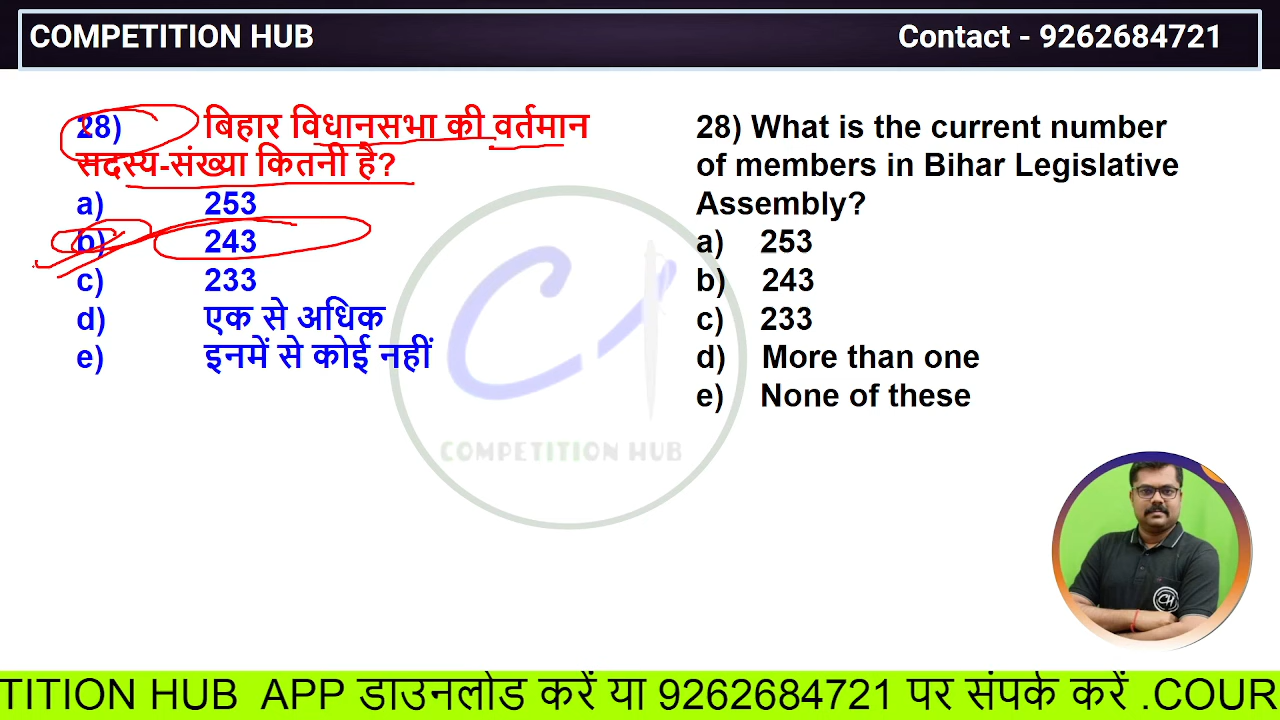 COMPETITION HUB
Contact - 9262684721
28) बिहार विधानसभा की वर्तमान
सदस्य-संख्या कितनी है?
a) 253
b) 243
c) 233
d) एक से अधिक
e) इनमें से कोई नहीं
28) What is the current number
of members in Bihar Legislative
Assembly?
a) 253
b) 243
c) 233
d) More than one
e) None of these
COMPETITION HUB
CH
TITION HUB APP डाउनलोड करें या 9262684721 पर संपर्क करें .COUR